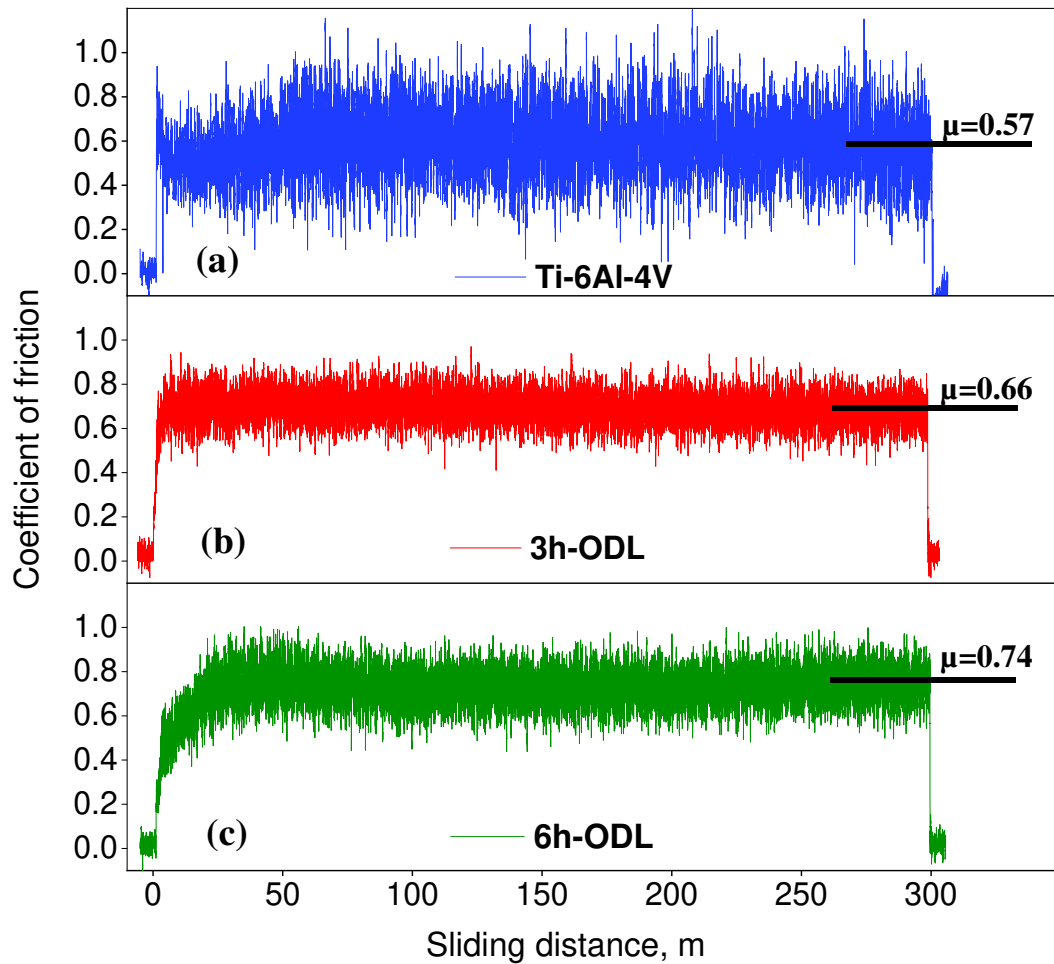 Coefficient of friction
1.0
0.8
0.6
0.4
0.2
0.0
µ=0.57
(a)
Ti-6Al-4V
1.0
0.8
0.6
0.4
0.2
0.0
µ=0.66
(b)
3h-ODL
1.0
0.8
0.6
0.4
0.2
0.0
µ=0.74
(c)
6h-ODL
0 50 100 150 200 250 300
Sliding distance, m